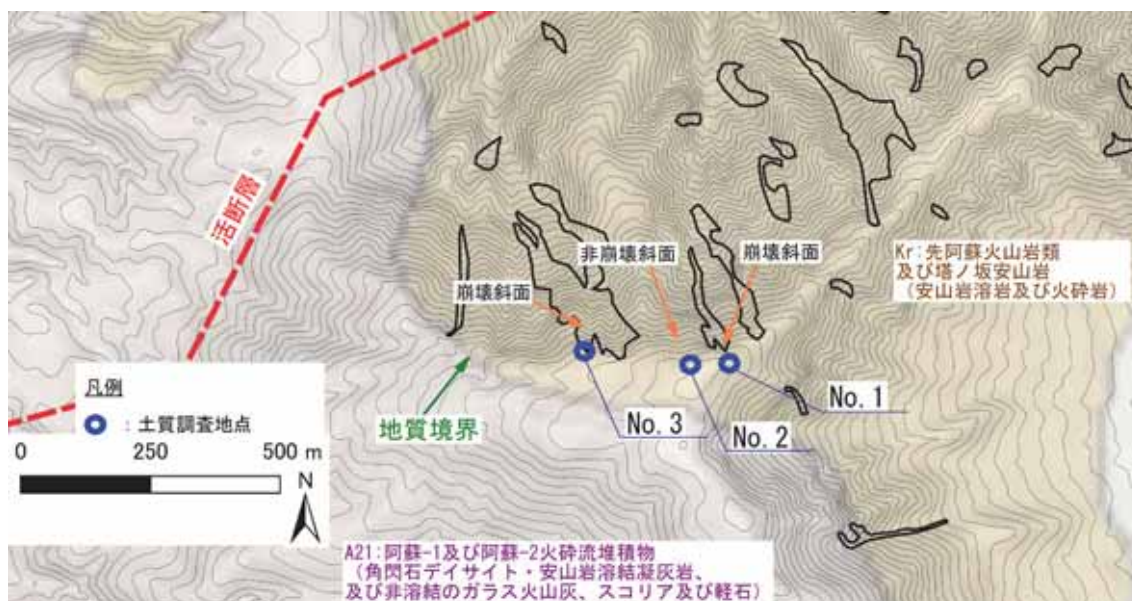 活断層
非崩壊斜面
崩壊斜面
崩壊斜面
Kr:先阿蘇火山岩類
及び塔ノ坂安山岩
(安山岩溶岩及び火砕岩)
凡例
:土質調査地点
0 250 500 m
N
地質境界
No. 3
No. 2
No. 1
A21:阿蘇-1及び阿蘇-2火砕流堆積物
(角閃石デイサイト・安山岩溶結凝灰岩、
及び非溶結のガラス火山灰、スコリア及び軽石)